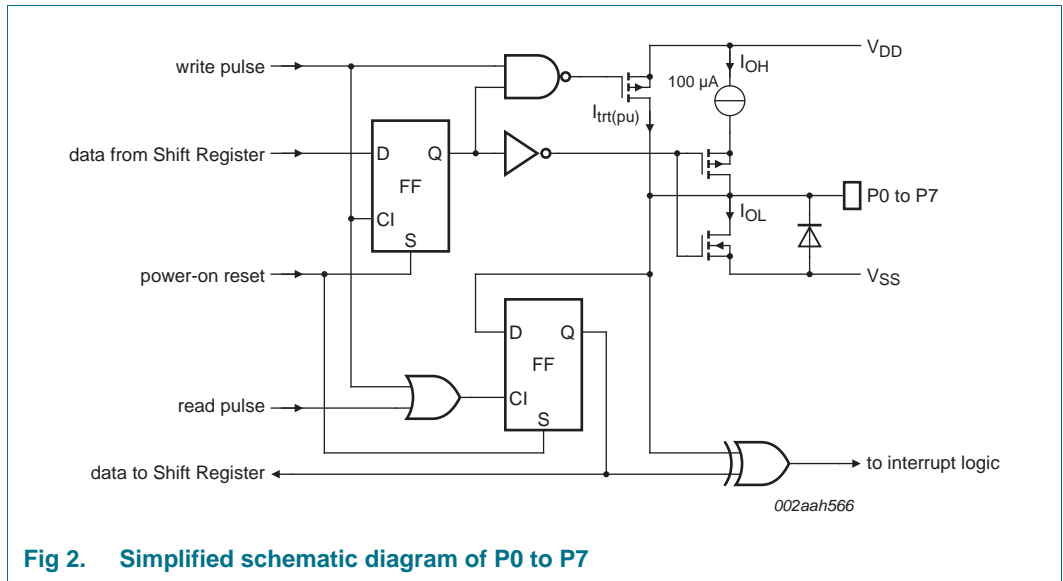 write pulse
V_DD
I_OH
100 μA
I_trt(pu)
data from Shift Register
D
Q
FF
CI
S
P0 to P7
I_OL
power-on reset
V_SS
D
Q
FF
CI
S
read pulse
data to Shift Register
to interrupt logic
002aah566
Fig 2. Simplified schematic diagram of P0 to P7